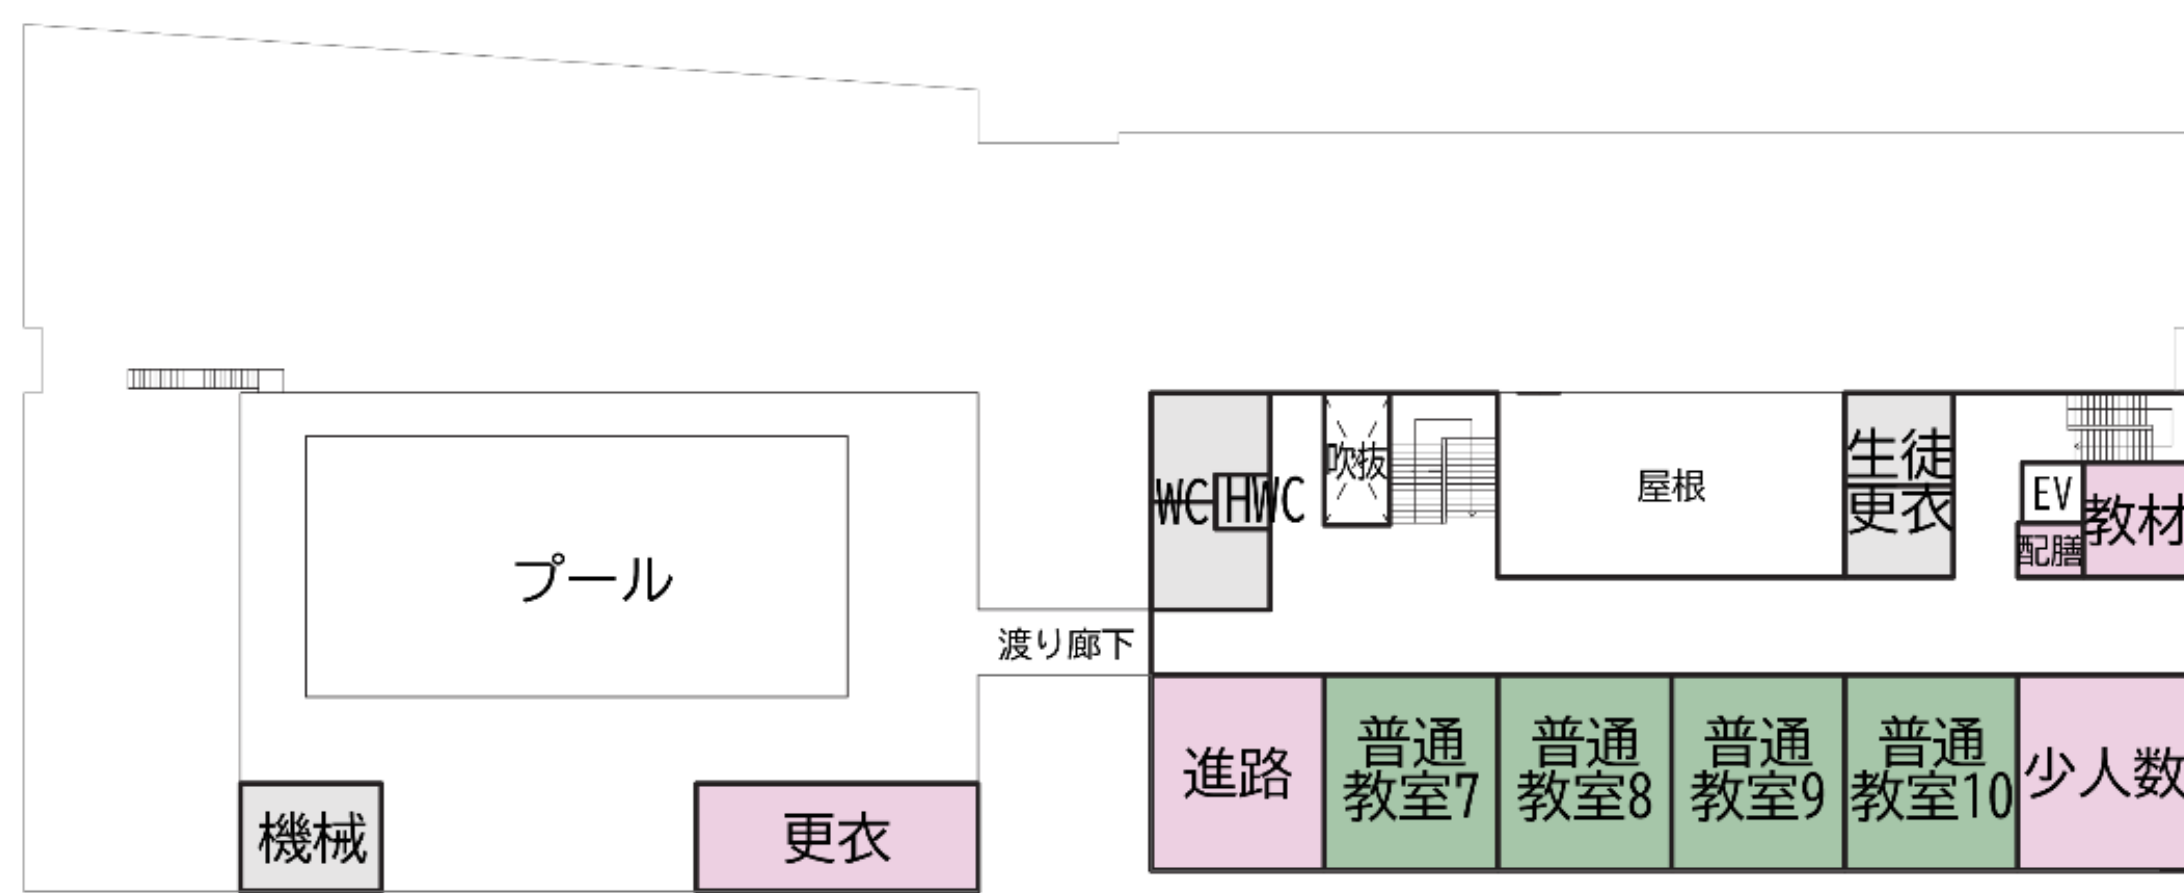 吹抜
生徒
更衣
屋根
WC
HWC
EV
教材
配膳
プール
渡り廊下
進路
普通
教室7
普通
教室8
普通
教室9
普通
教室10
少人数
機械
更衣